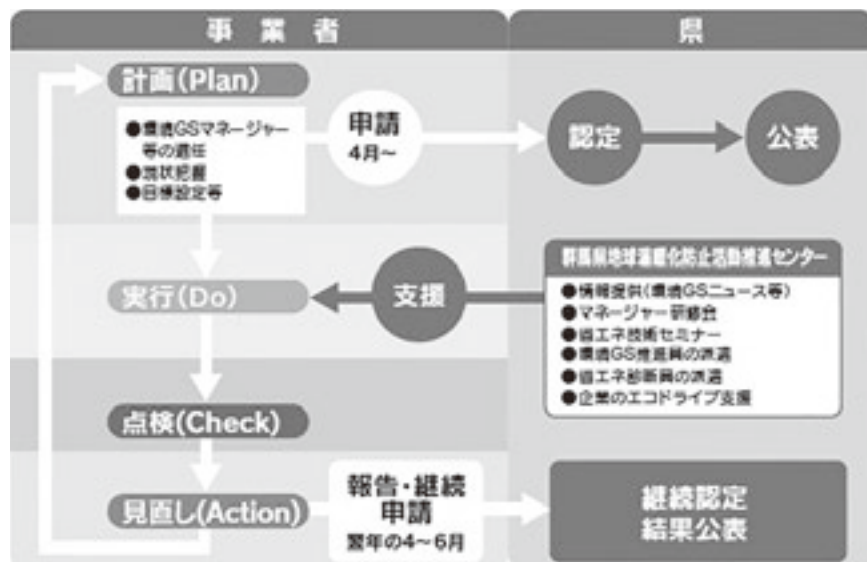 事業者
県
計画(Plan)
●環境GSマネージャー
等の選任
●現状把握
●目標設定等
申請
4月～
認定
公表
実行(Do)
支援
群馬県地球温暖化防止活動推進センター
●情報提供(環境GSニュース等)
●マネージャー研修会
●省エネ技術セミナー
●環境GS推進員の派遣
●省エネ診断員の派遣
●企業のエコドライブ支援
点検(Check)
見直し(Action)
報告・継続
申請
翌年の4～6月
継続認定
結果公表